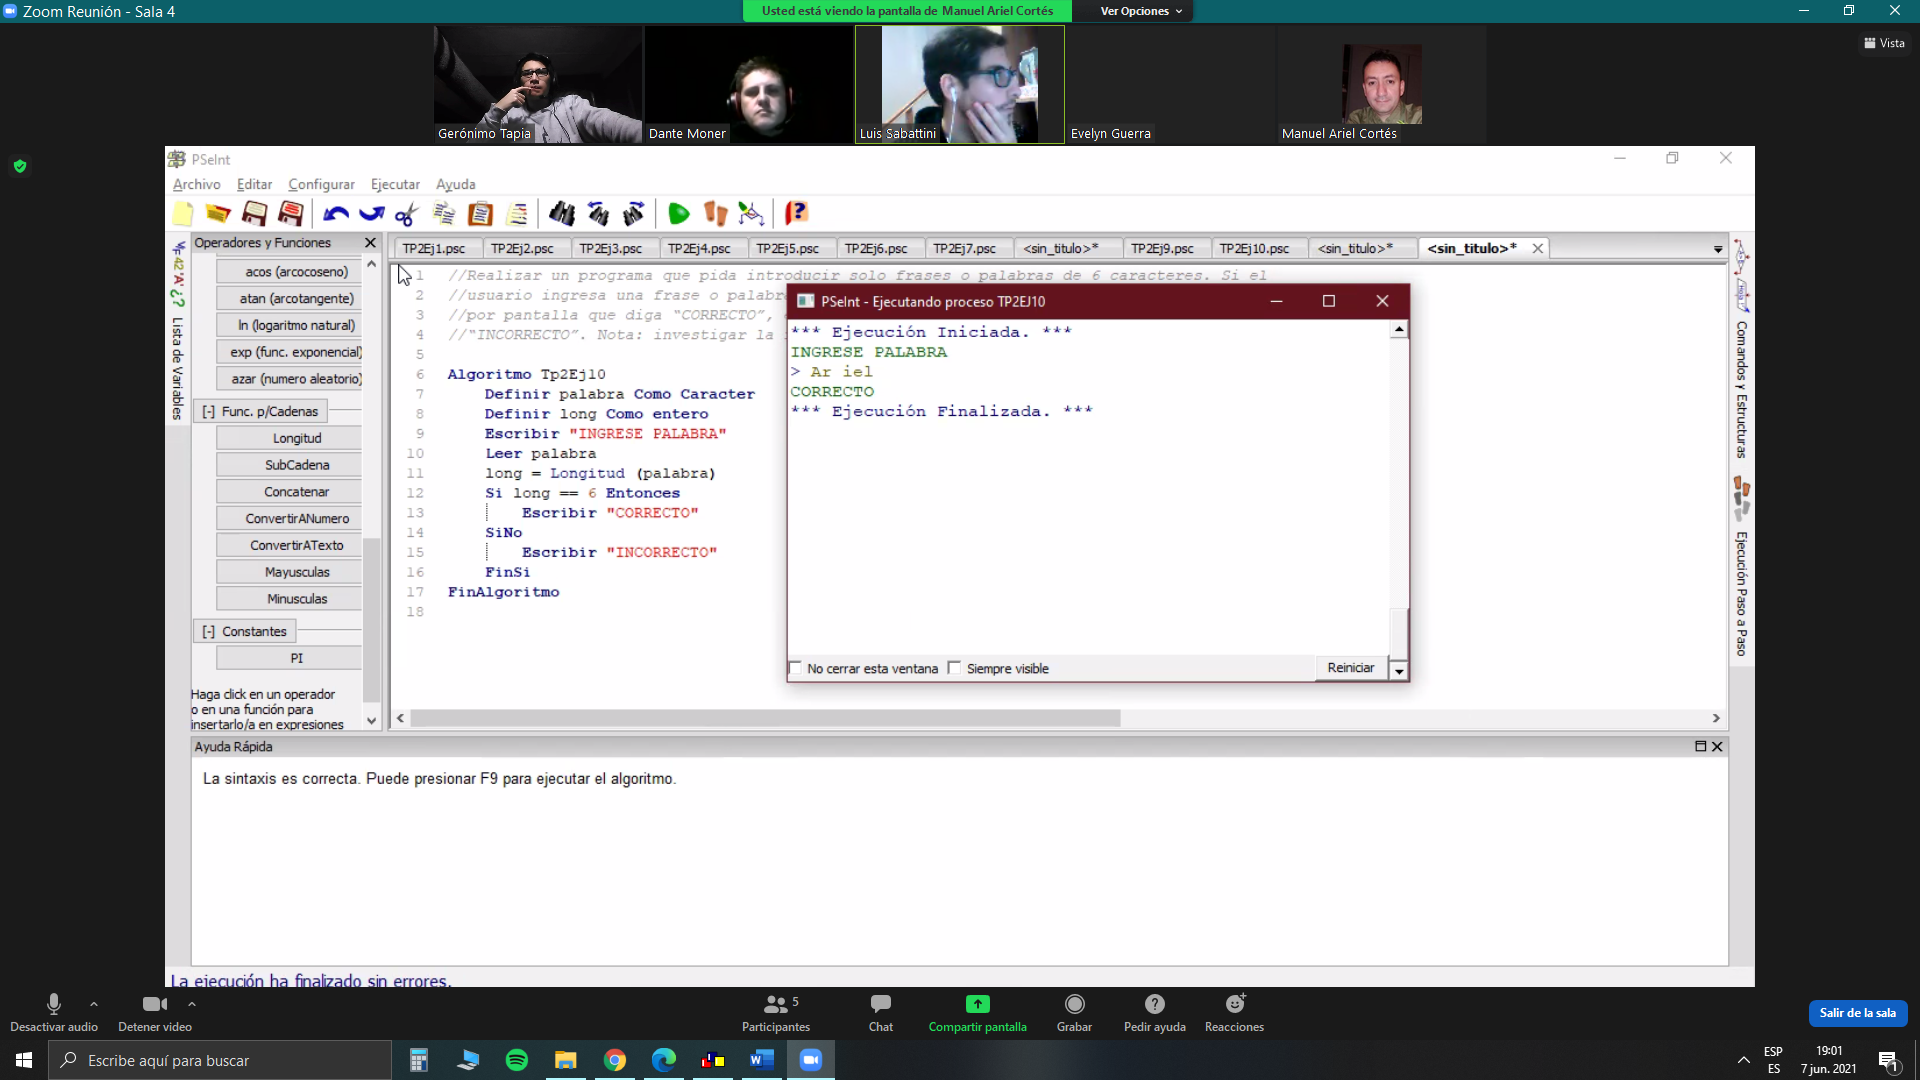 Zoom Reunión - Sala 4
Usted está viendo la pantalla de Manuel Ariel Cortés
Ver Opciones
Vista
Gerónimo Tapia
Dante Moner
Luis Sabattini
Evelyn Guerra
Manuel Ariel Cortés
PSeInt
Archivo Editar Configurar Ejecutar Ayuda
Operadores y Funciones
TP2Ej1.psc TP2Ej2.psc TP2Ej3.psc TP2Ej4.psc TP2Ej5.psc TP2Ej6.psc TP2Ej7.psc <sin_titulo>* TP2Ej9.psc TP2Ej10.psc <sin_titulo>* <sin_titulo>*
42 'A' ¿?
Lista de Variables
acos (arcocoseno)
atan (arcotangente)
ln (logaritmo natural)
exp (func. exponencial)
azar (numero aleatorio)
[-] Func. p/Cadenas
Longitud
SubCadena
Concatenar
ConvertirANumero
ConvertirATexto
Mayusculas
Minusculas
[-] Constantes
PI
Haga click en un operador
o en una función para
insertarlo/a en expresiones
1 //Realizar un programa que pida introducir solo frases o palabras de 6 caracteres. Si el
2 //usuario ingresa una frase o palabr
3 //por pantalla que diga “CORRECTO”,
4 //“INCORRECTO”. Nota: investigar la
5
6 Algoritmo Tp2Ej10
7 Definir palabra Como Caracter
8 Definir long Como entero
9 Escribir "INGRESE PALABRA"
10 Leer palabra
11 long = Longitud (palabra)
12 Si long == 6 Entonces
13 Escribir "CORRECTO"
14 SiNo
15 Escribir "INCORRECTO"
16 FinSi
17 FinAlgoritmo
18
PSeInt - Ejecutando proceso TP2EJ10
*** Ejecución Iniciada. ***
INGRESE PALABRA
> Ar iel
CORRECTO
*** Ejecución Finalizada. ***
No cerrar esta ventana Siempre visible Reiniciar
Comandos y Estructuras
Ejecución Paso a Paso
Ayuda Rápida
La sintaxis es correcta. Puede presionar F9 para ejecutar el algoritmo.
La ejecución ha finalizado sin errores.
Desactivar audio
Detener video
5
Participantes
Chat
Compartir pantalla
Grabar
Pedir ayuda
Reacciones
Salir de la sala
Escribe aquí para buscar
ESP
ES
19:01
7 jun. 2021
1